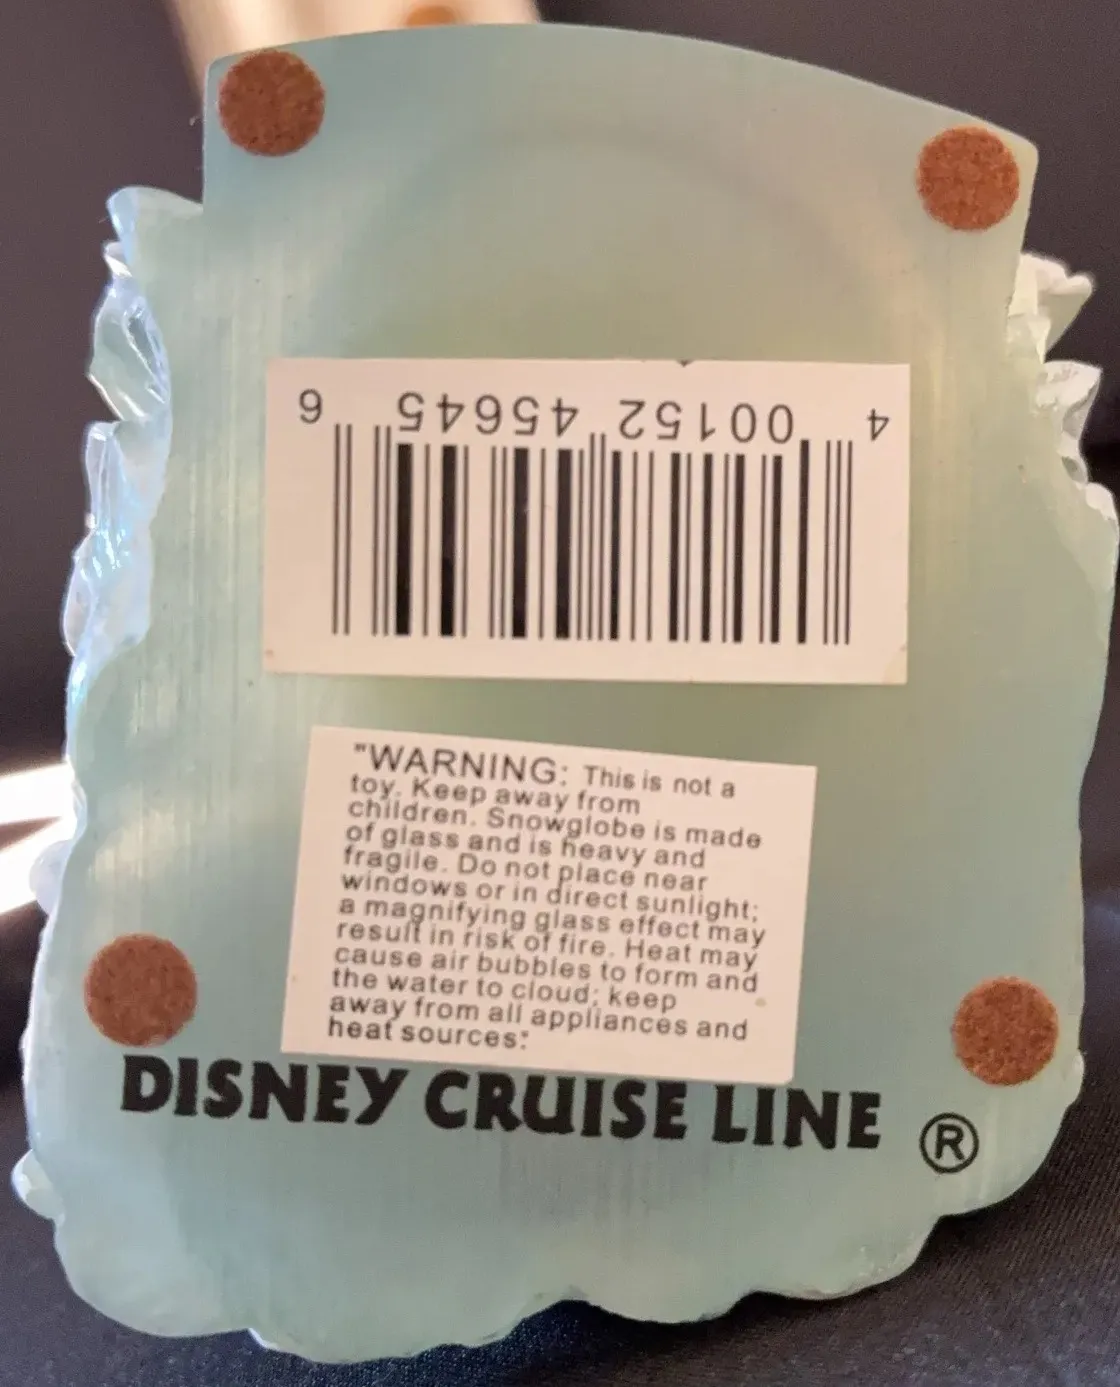 4 00152 45645 6
"WARNING: This is not a
toy. Keep away from
children. Snowglobe is made
of glass and is heavy and
fragile. Do not place near
windows or in direct sunlight;
a magnifying glass effect may
result in risk of fire. Heat may
cause air bubbles to form and
the water to cloud; keep
away from all appliances and
heat sources:
DISNEY CRUISE LINE ®